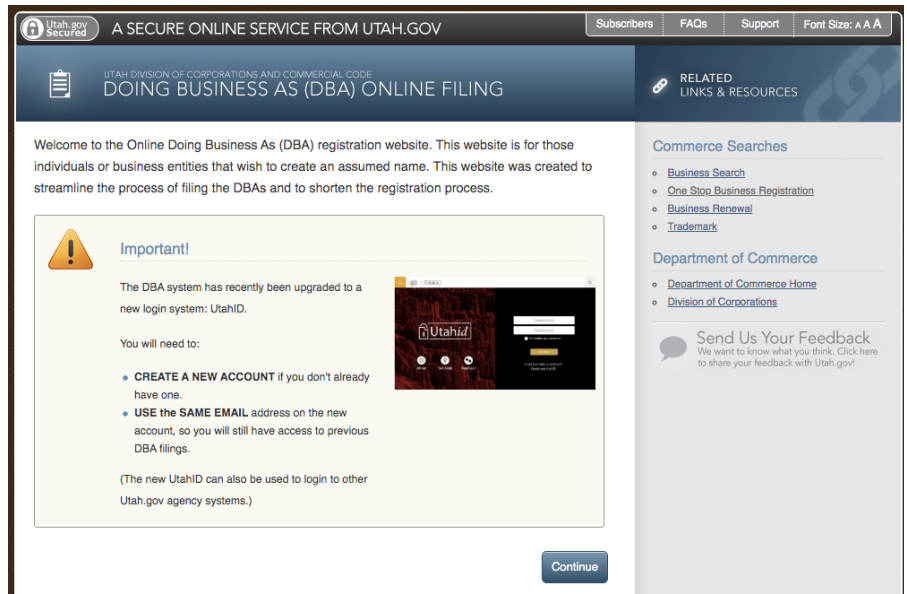 Utah.gov
Secured
A SECURE ONLINE SERVICE FROM UTAH.GOV
Subscribers
FAQs
Support
Font Size: A A A
UTAH DIVISION OF CORPORATIONS AND COMMERCIAL CODE
DOING BUSINESS AS (DBA) ONLINE FILING
RELATED
LINKS & RESOURCES
Welcome to the Online Doing Business As (DBA) registration website. This website is for those
individuals or business entities that wish to create an assumed name. This website was created to
streamline the process of filing the DBAs and to shorten the registration process.
Important!
The DBA system has recently been upgraded to a
new login system: UtahID.
You will need to:
• CREATE A NEW ACCOUNT if you don't already
have one.
• USE the SAME EMAIL address on the new
account, so you will still have access to previous
DBA filings.
(The new UtahID can also be used to login to other
Utah.gov agency systems.)
Utahid
Continue
Commerce Searches
Business Search
One Stop Business Registration
Business Renewal
Trademark
Department of Commerce
Department of Commerce Home
Division of Corporations
Send Us Your Feedback
We want to know what you think. Click here
to share your feedback with Utah.gov!